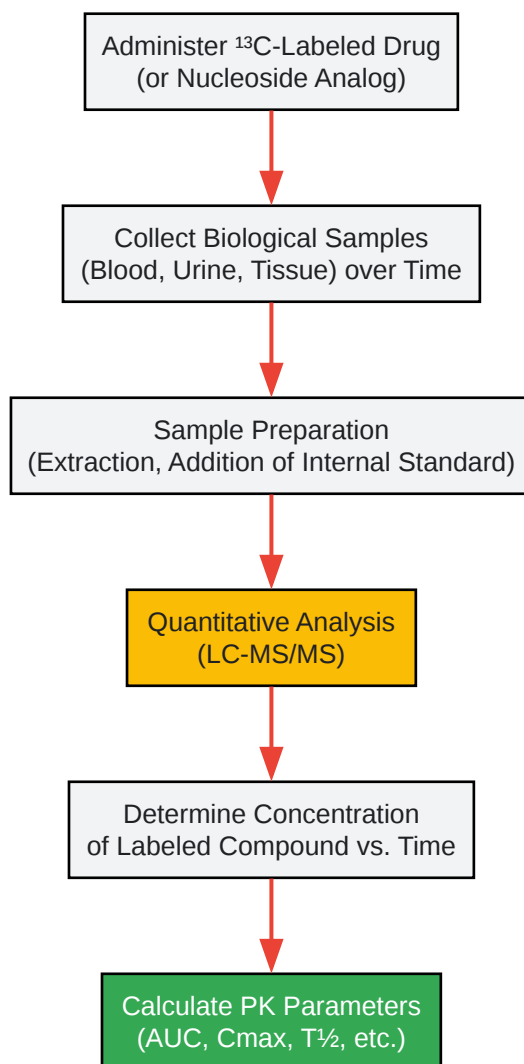 Administer ¹³C-Labeled Drug
(or Nucleoside Analog)
Collect Biological Samples
(Blood, Urine, Tissue) over Time
Sample Preparation
(Extraction, Addition of Internal Standard)
Quantitative Analysis
(LC-MS/MS)
Determine Concentration
of Labeled Compound vs. Time
Calculate PK Parameters
(AUC, Cmax, T½, etc.)